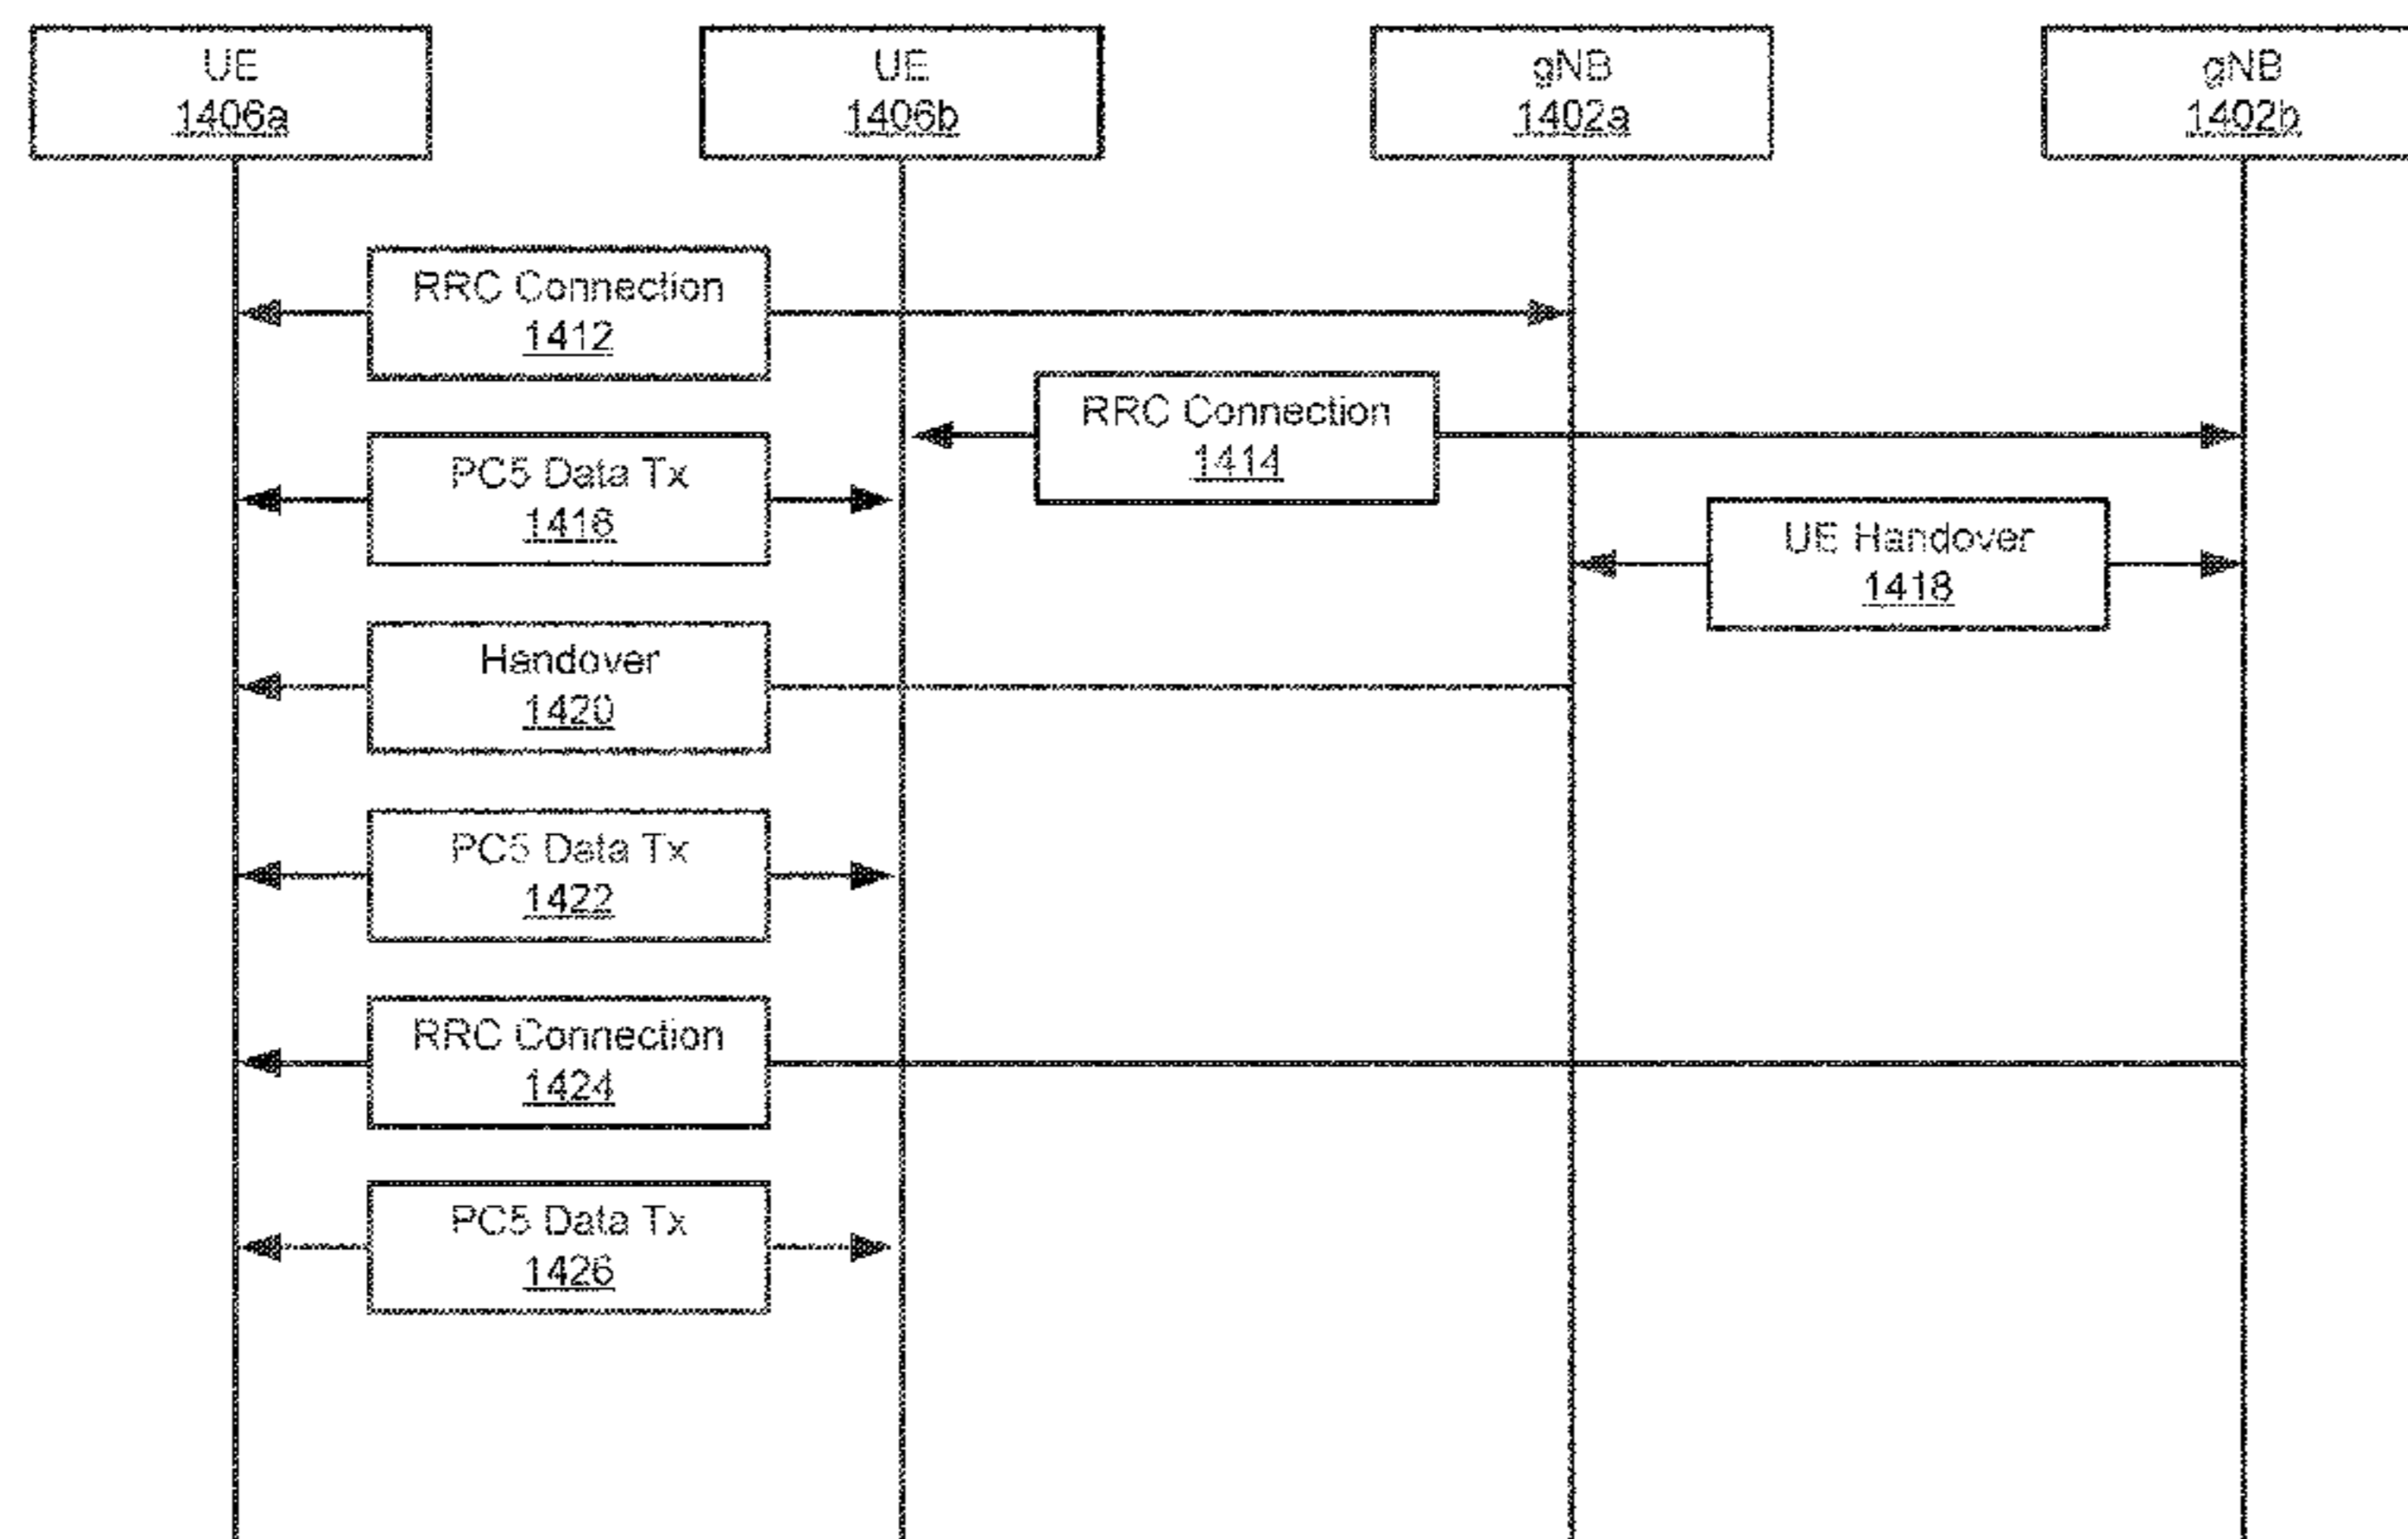 UE
1406a
UE
1406b
gNB
1402a
gNB
1402b
RRC Connection
1412
RRC Connection
1414
PC5 Data Tx
1416
UE Handover
1418
Handover
1420
PC5 Data Tx
1422
RRC Connection
1424
PC5 Data Tx
1426